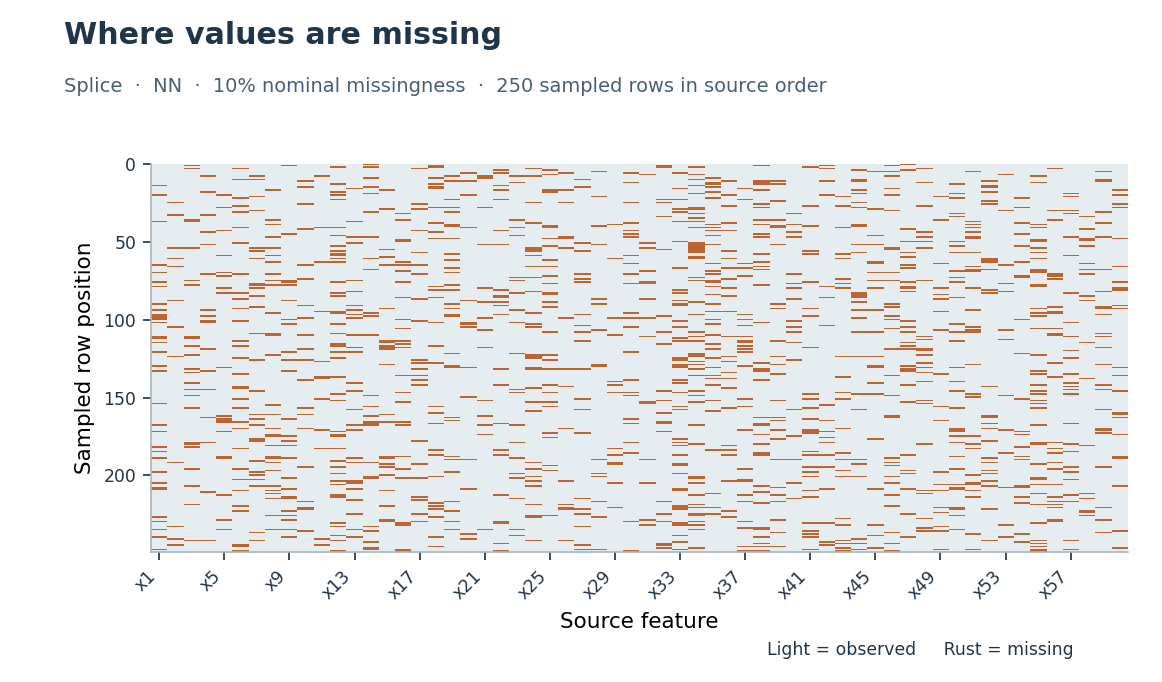 Where values are missing
Splice · NN · 10% nominal missingness · 250 sampled rows in source order
0
50
100
150
200
Sampled row position
x1 x5 x9 x13 x17 x21 x25 x29 x33 x37 x41 x45 x49 x53 x57
Source feature
Light = observed Rust = missing